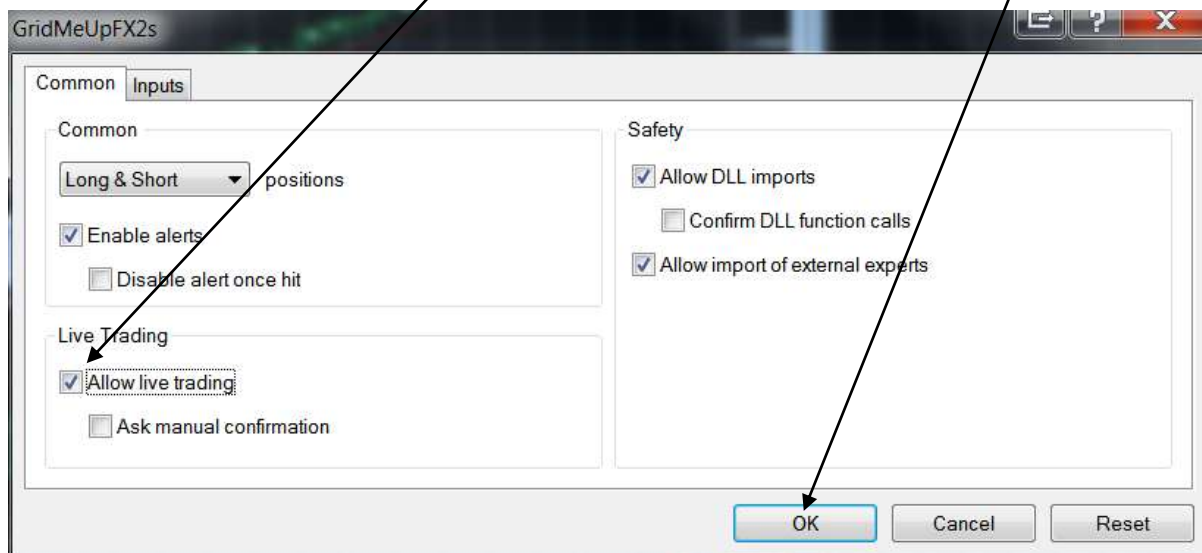 GridMeUpFX2s
Common Inputs
Common
Long & Short positions
Enable alerts
Disable alert once hit
Live Trading
Allow live trading
Ask manual confirmation
Safety
Allow DLL imports
Confirm DLL function calls
Allow import of external experts
OK Cancel Reset